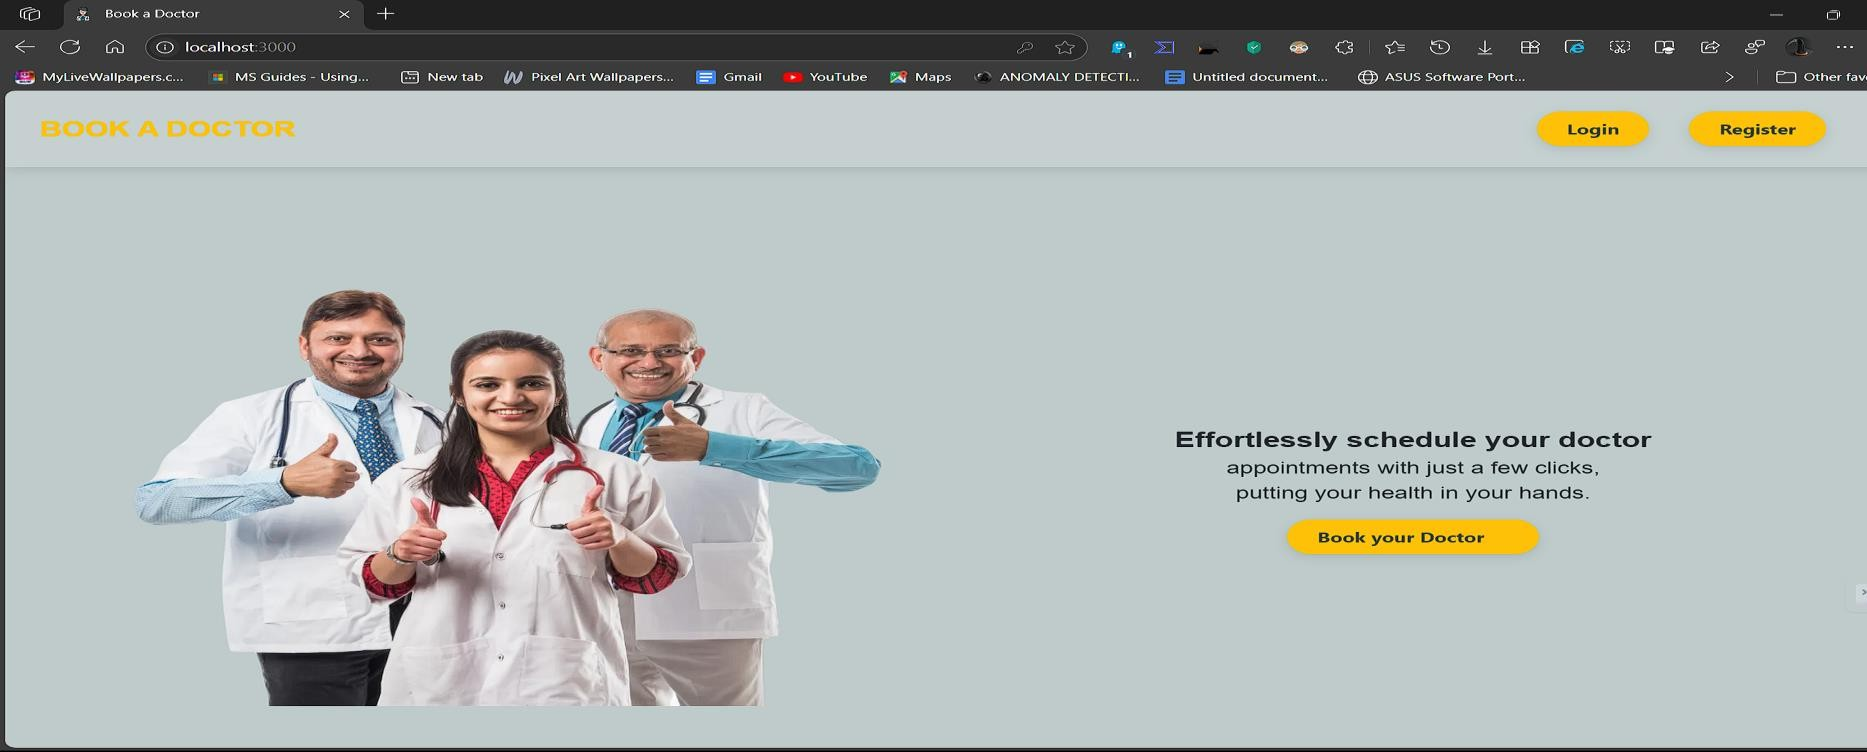 Book a Doctor
localhost:3000
1
MyLiveWallpapers.c...
MS Guides - Using...
New tab
Pixel Art Wallpapers...
Gmail
YouTube
Maps
ANOMALY DETECTI...
Untitled document...
ASUS Software Port...
Other fav
BOOK A DOCTOR
Login
Register
Effortlessly schedule your doctor
appointments with just a few clicks,
putting your health in your hands.
Book your Doctor